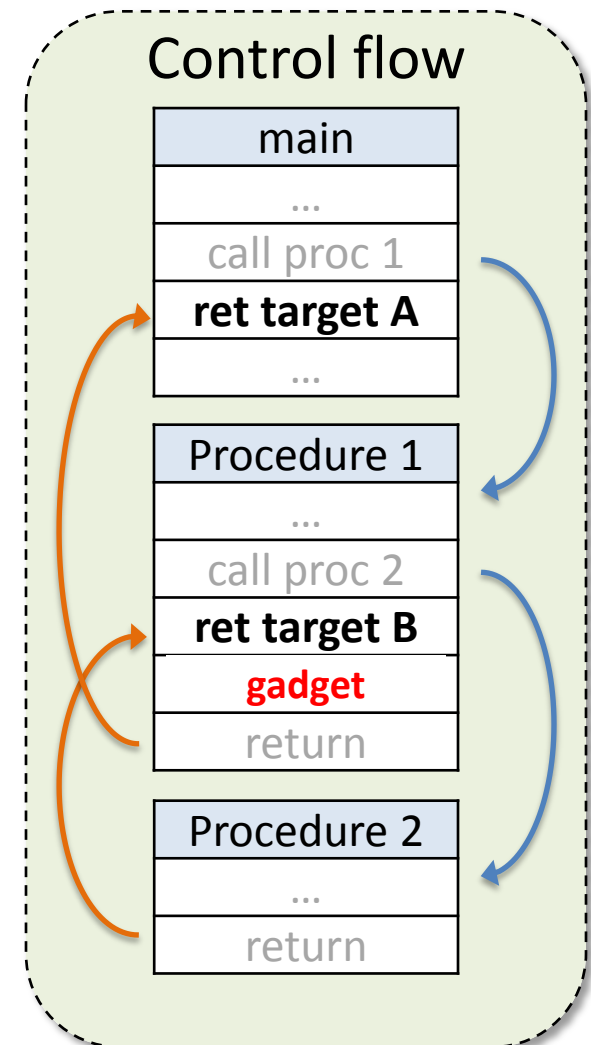 Control flow
main
...
call proc 1
ret target A
...
Procedure 1
...
call proc 2
ret target B
gadget
return
Procedure 2
...
return